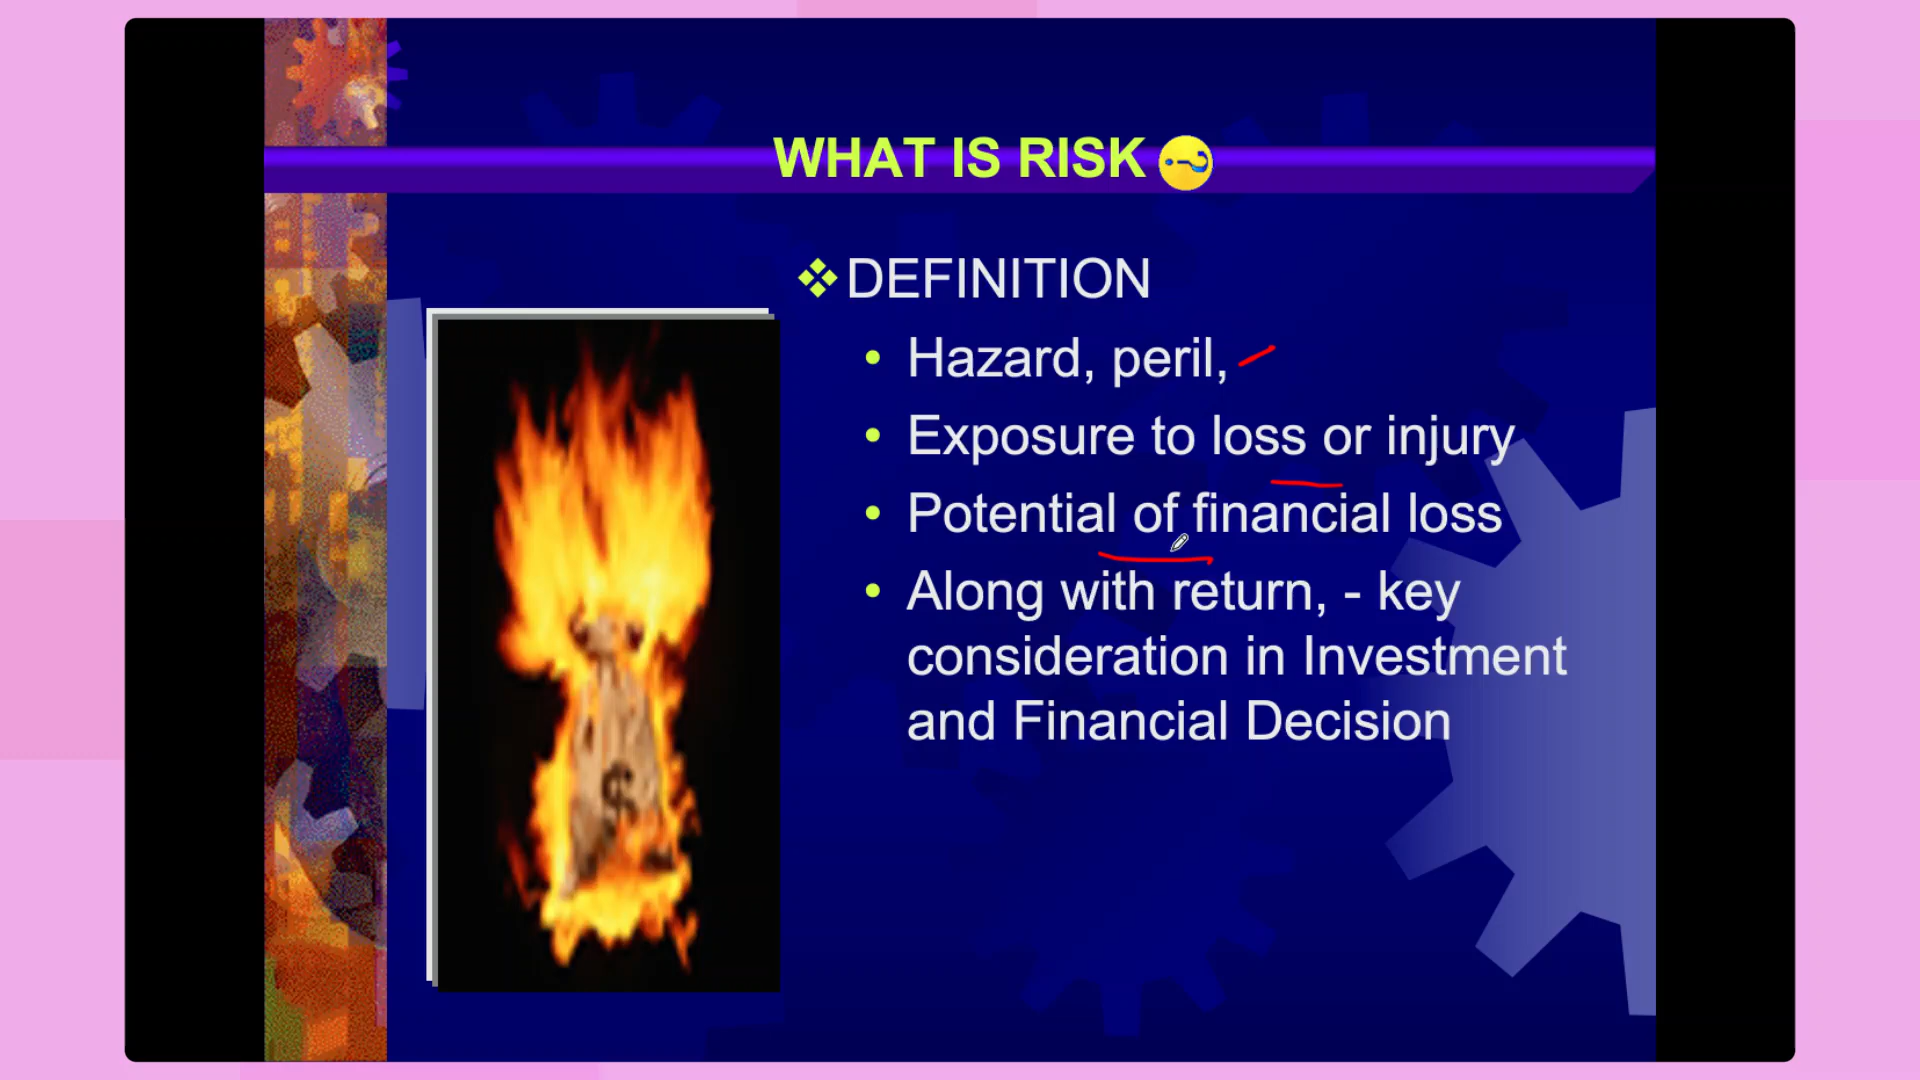 WHAT IS RISK
DEFINITION
Hazard, peril,
Exposure to loss or injury
Potential of financial loss
Along with return, - key
consideration in Investment
and Financial Decision
$